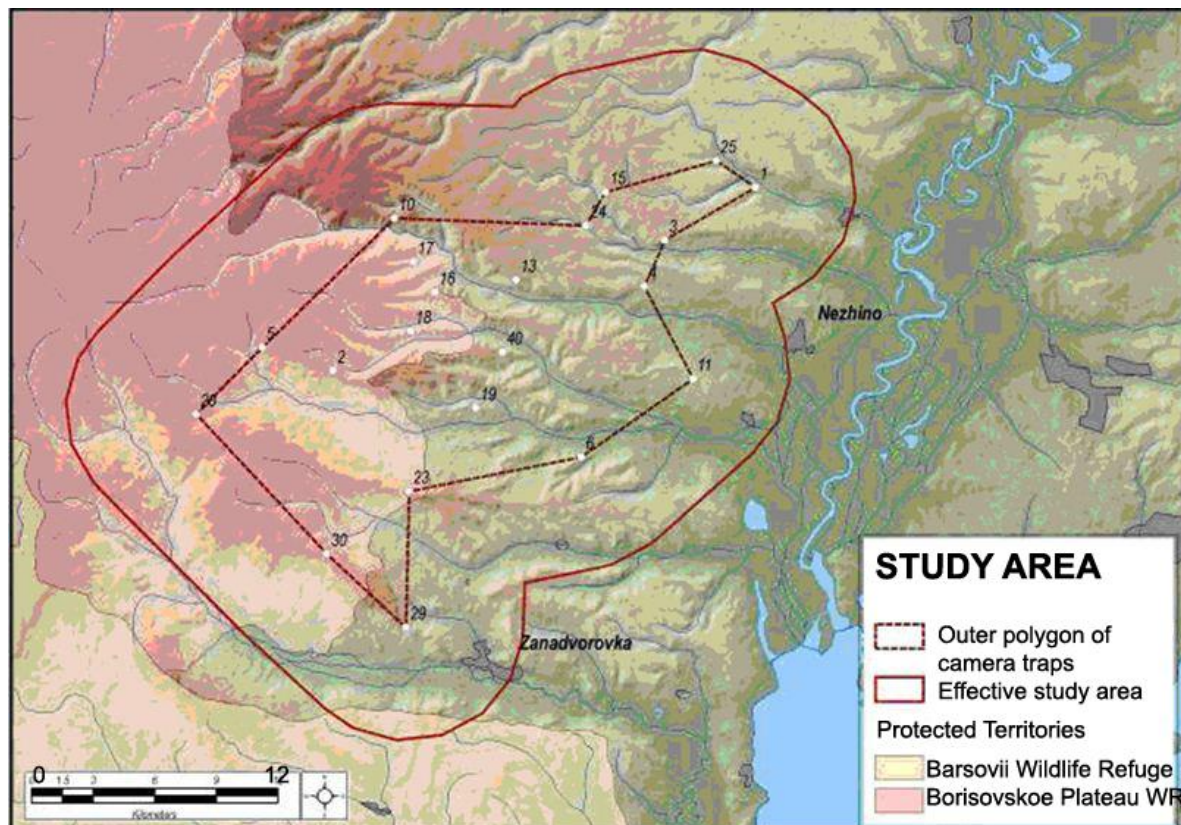 25
1
15
10
24
3
17
4
13
16
Nezhino
18
40
5
2
11
19
20
6
23
30
STUDY AREA
29
Zanadvorovka
Outer polygon of
camera traps
Effective study area
Protected Territories
0 1.5 3 6 9 12
Kilometers
Barsovii Wildlife Refuge
Borisovskoe Plateau WR